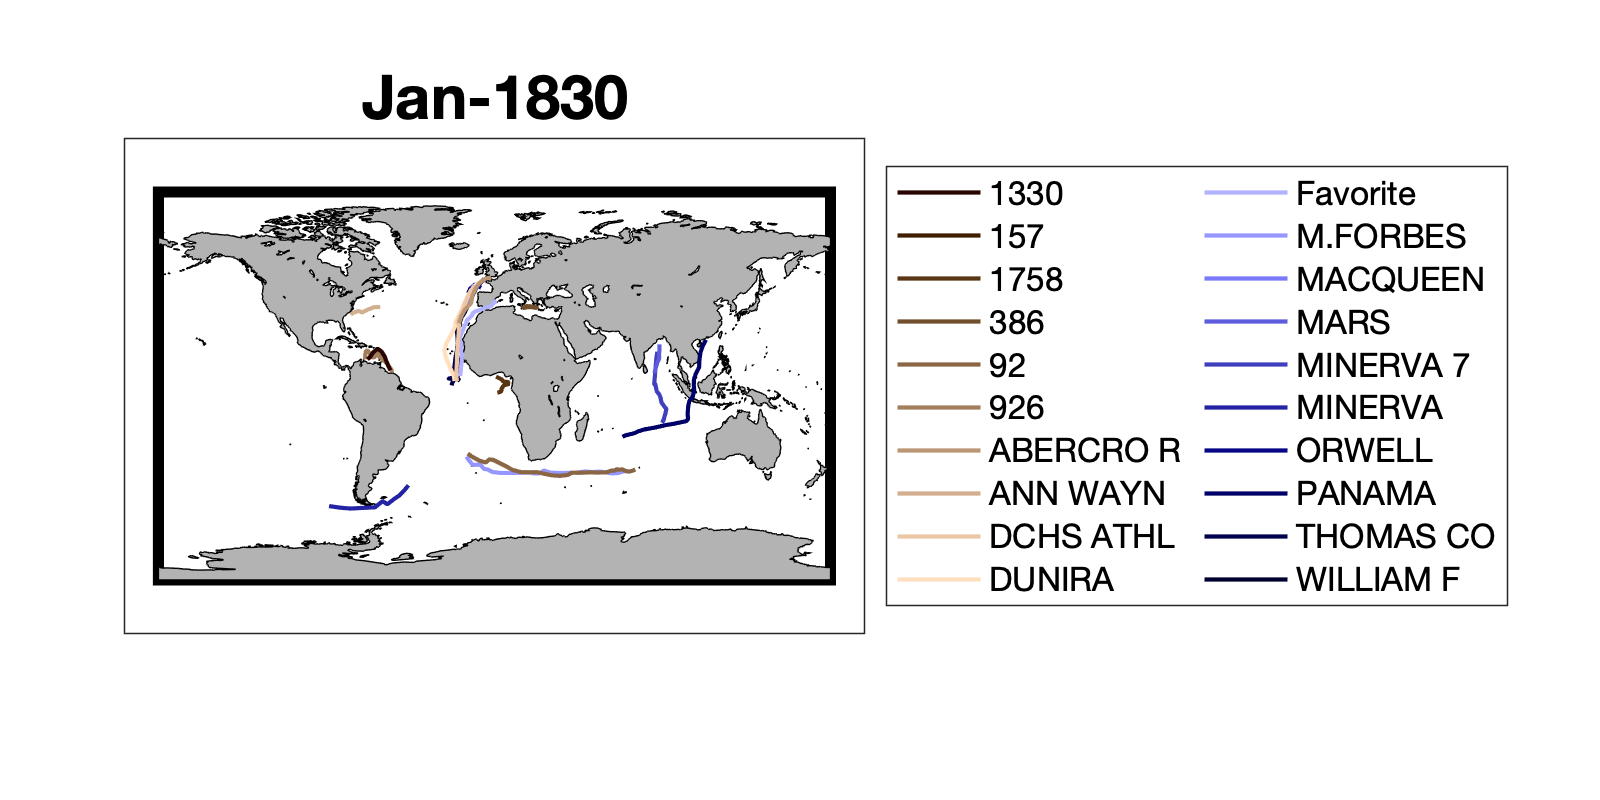 Jan-1830
1330
157
1758
386
92
926
ABERCRO R
ANN WAYN
DCHS ATHL
DUNIRA
Favorite
M.FORBES
MACQUEEN
MARS
MINERVA 7
MINERVA
ORWELL
PANAMA
THOMAS CO
WILLIAM F